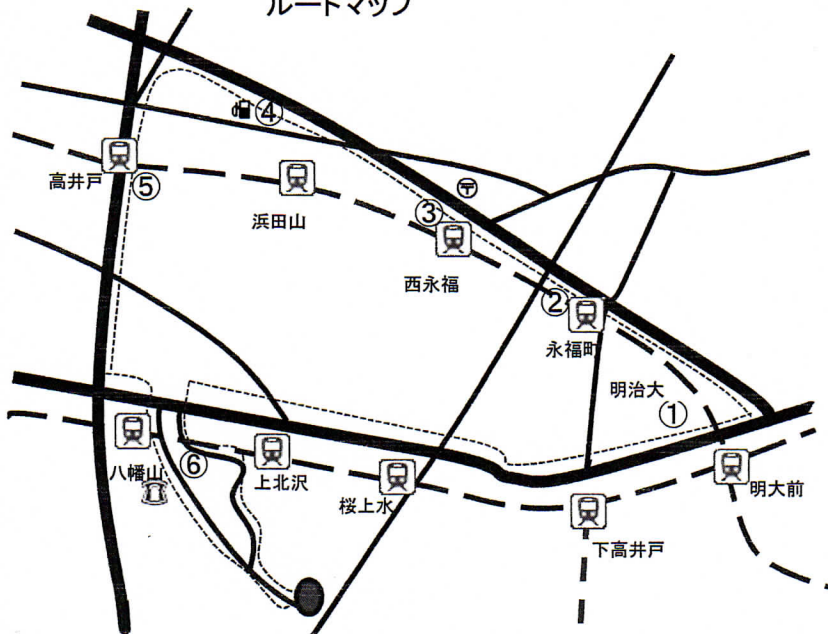 ルートマップ
④
高井戸
⑤
浜田山
〒
③
西永福
②
永福町
明治大
①
八幡山
⑥
上北沢
桜上水
明大前
下高井戸